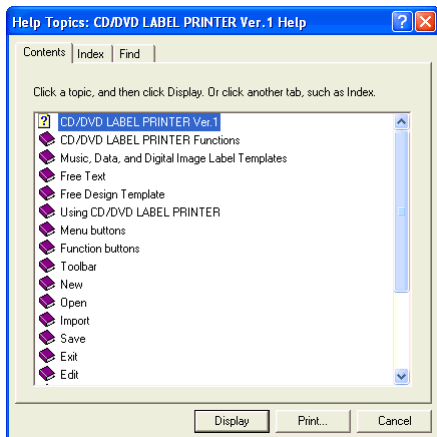 Help Topics: CD/DVD LABEL PRINTER Ver.1 Help
Contents Index Find
Click a topic, and then click Display. Or click another tab, such as Index.
CD/DVD LABEL PRINTER Ver.1
CD/DVD LABEL PRINTER Functions
Music, Data, and Digital Image Label Templates
Free Text
Free Design Template
Using CD/DVD LABEL PRINTER
Menu buttons
Function buttons
Toolbar
New
Open
Import
Save
Exit
Edit
Display Print... Cancel